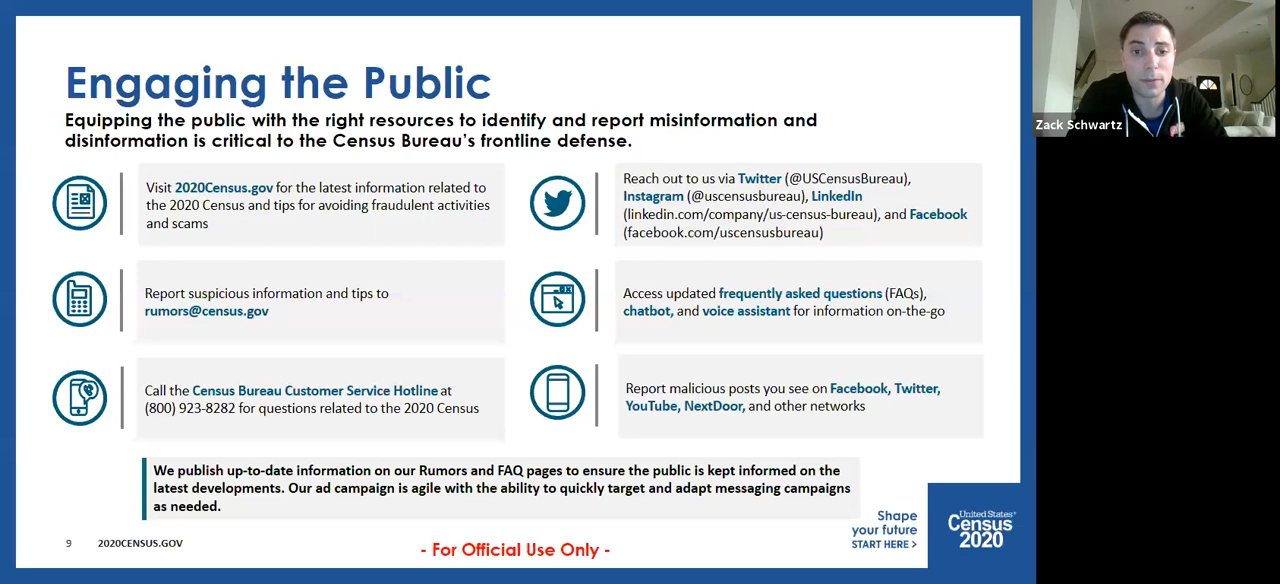 Engaging the Public
Equipping the public with the right resources to identify and report misinformation and
disinformation is critical to the Census Bureau's frontline defense.
Visit 2020Census.gov for the latest information related to
the 2020 Census and tips for avoiding fraudulent activities
and scams
Report suspicious information and tips to
rumors@census.gov
Call the Census Bureau Customer Service Hotline at
(800) 923-8282 for questions related to the 2020 Census
Reach out to us via Twitter (@USCensusBureau),
Instagram (@uscensusbureau), LinkedIn
(linkedin.com/company/us-census-bureau), and Facebook
(facebook.com/uscensusbureau)
Access updated frequently asked questions (FAQs),
chatbot, and voice assistant for information on-the-go
Report malicious posts you see on Facebook, Twitter,
YouTube, NextDoor, and other networks
We publish up-to-date information on our Rumors and FAQ pages to ensure the public is kept informed on the
latest developments. Our ad campaign is agile with the ability to quickly target and adapt messaging campaigns
as needed.
Shape
your future
START HERE >
United States®
Census
2020
9 2020CENSUS.GOV
- For Official Use Only -
Zack Schwartz